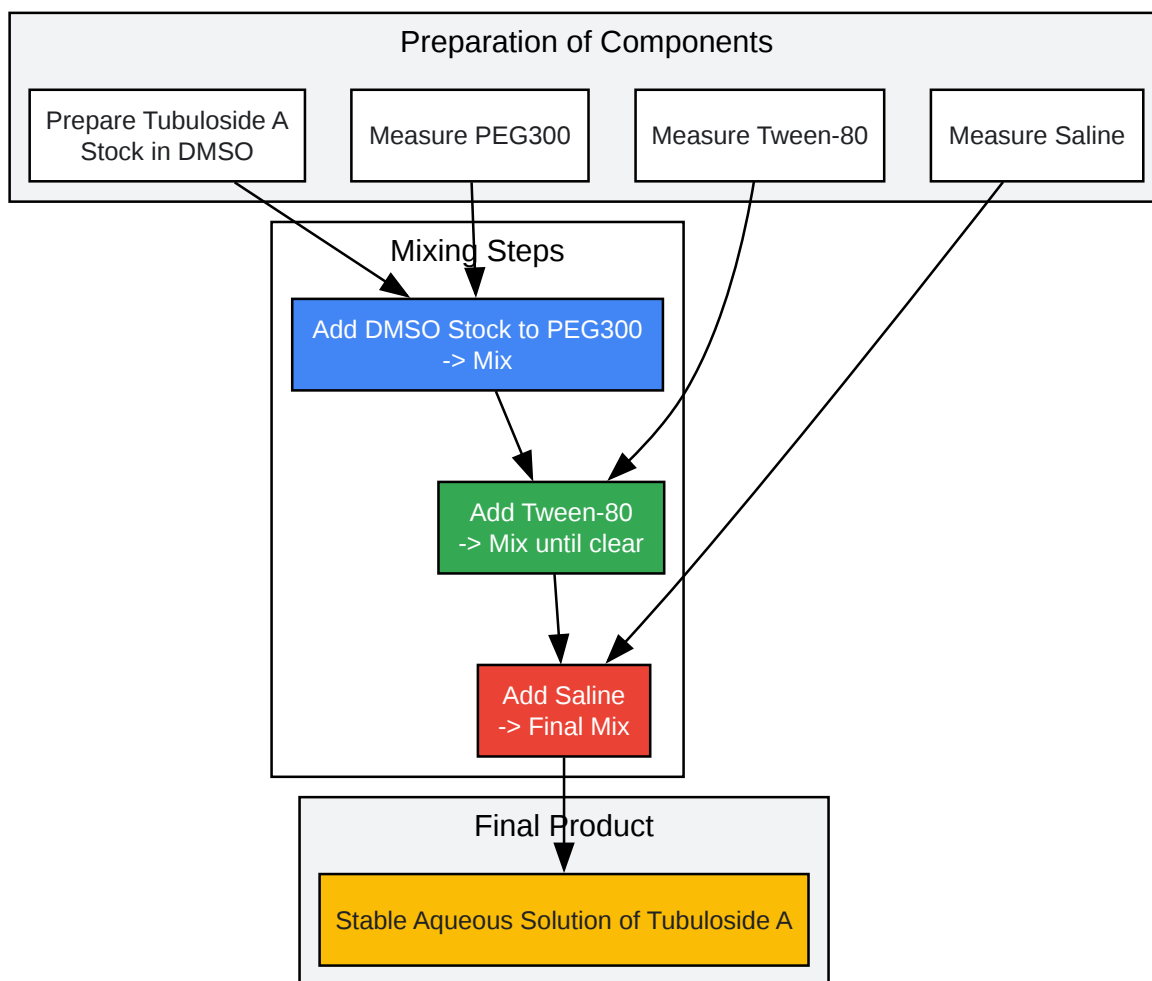 Preparation of Components
Prepare Tubuloside A
Stock in DMSO
Measure PEG300
Measure Tween-80
Measure Saline
Mixing Steps
Add DMSO Stock to PEG300
-> Mix
Add Tween-80
-> Mix until clear
Add Saline
-> Final Mix
Final Product
Stable Aqueous Solution of Tubuloside A